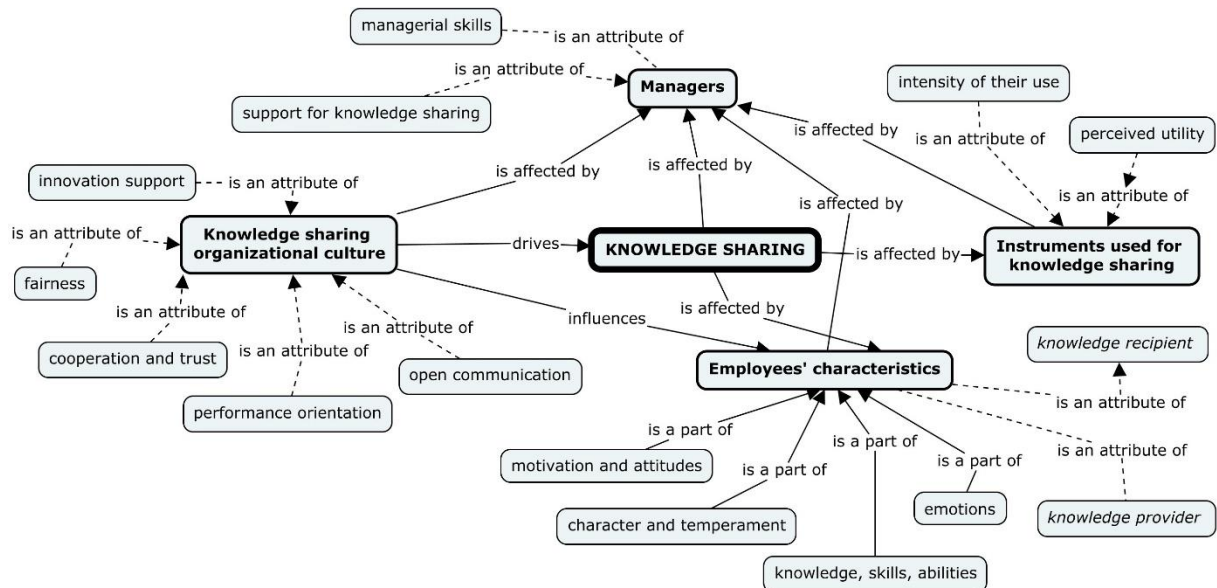 managerial skills
is an attribute of
is an attribute of
Managers
support for knowledge sharing
intensity of their use
is affected by
is an attribute of
perceived utility
is affected by
is affected by
is an attribute of
innovation support
is an attribute of
is affected by
is an attribute of
Knowledge sharing
organizational culture
drives
KNOWLEDGE SHARING
is affected by
Instruments used for
knowledge sharing
fairness
is an attribute of
influences
is affected by
is an attribute of
cooperation and trust
is an attribute of
open communication
performance orientation
Employees' characteristics
knowledge recipient
is an attribute of
is a part of
is a part of
is an attribute of
motivation and attitudes
is a part of
is a part of
character and temperament
emotions
knowledge provider
knowledge, skills, abilities